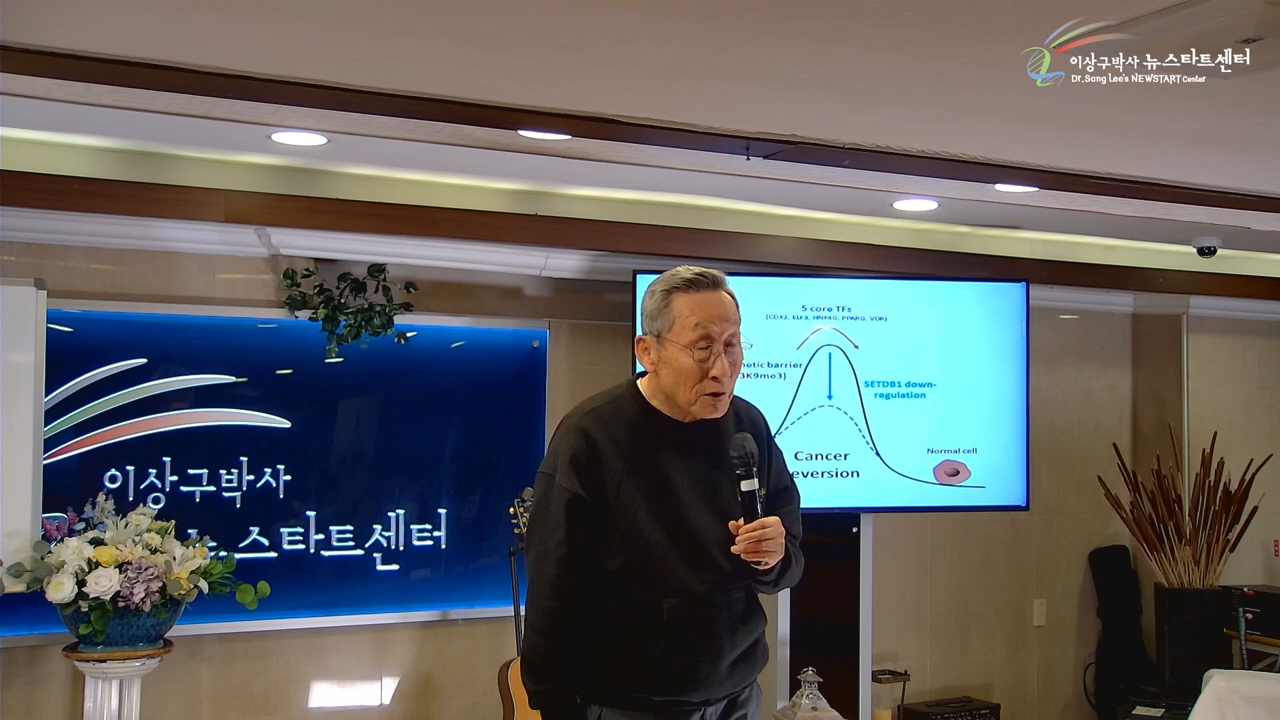 이상구박사 뉴스타트센터
Dr. Sang Lee's NEWSTART Center
5 core TFs
(CDX2, ELF3, HNF4G, PPARG, VDR)
barrier
3K9me3)
SETDB1 down-
regulation
Cancer
Normal cell
이상구박사
뉴스타트센터